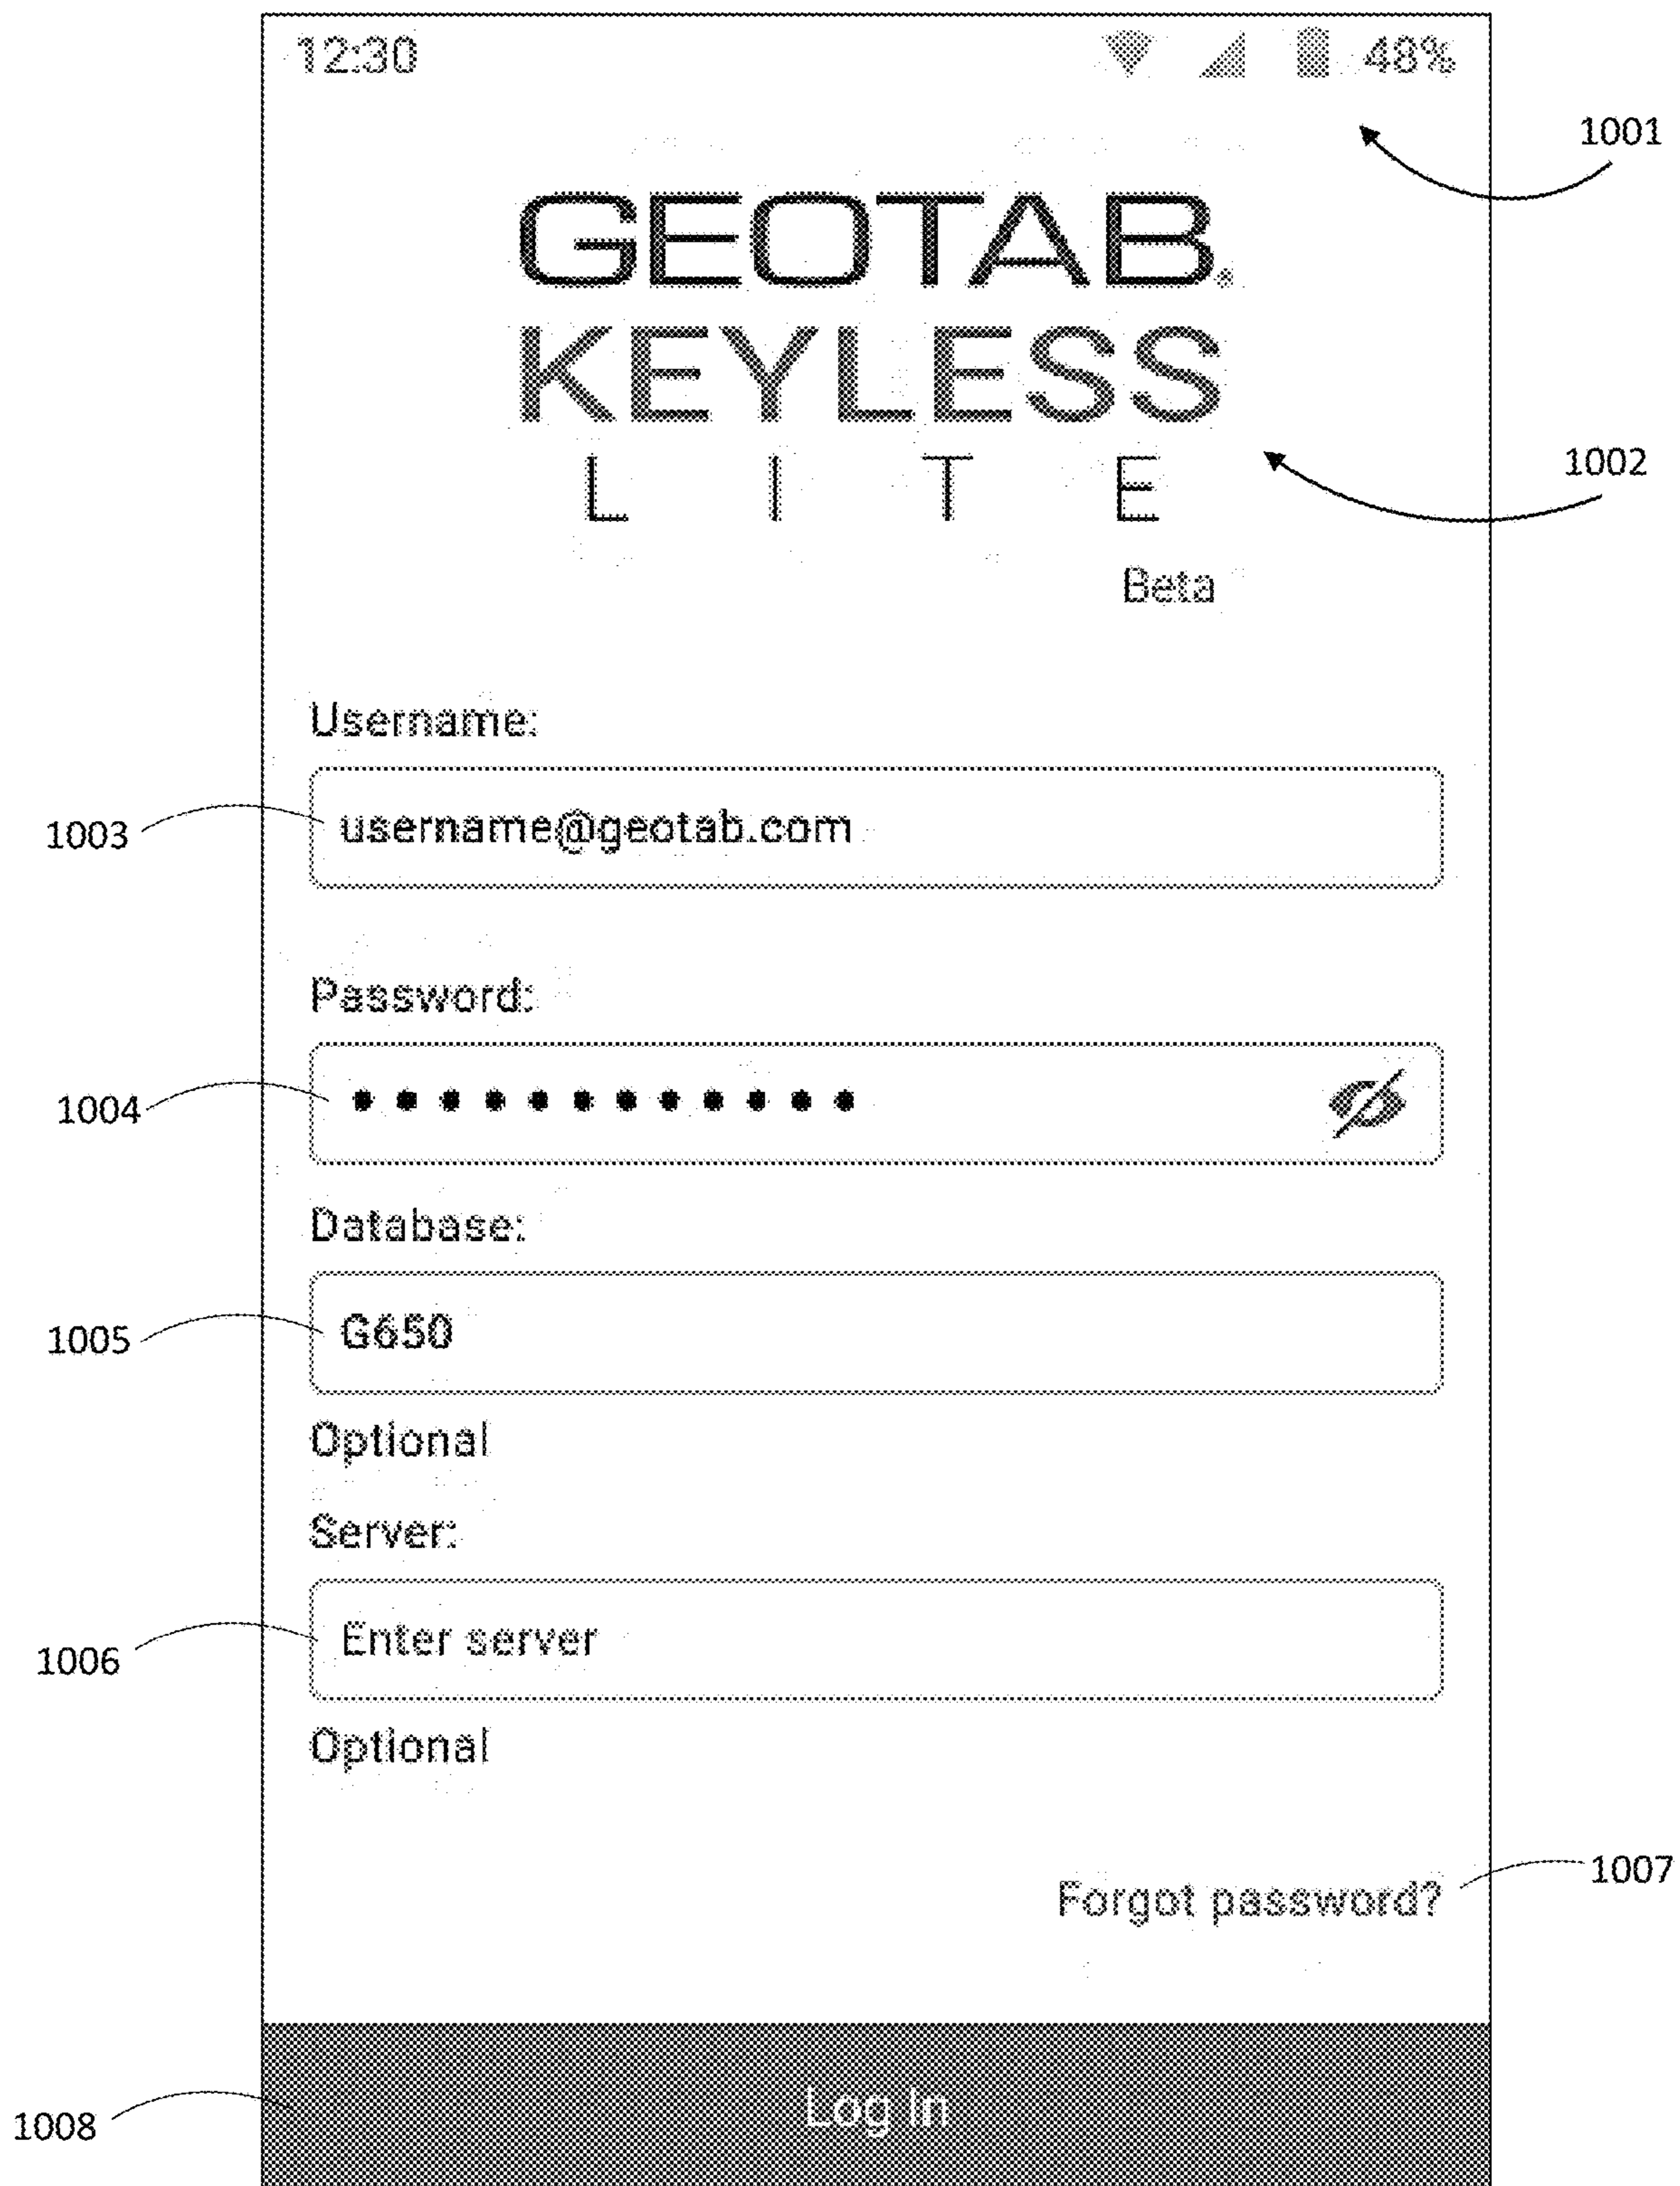 12:30 48%
1001
GEOTAB®
KEYLESS
1002
LITE
Beta
Username:
1003 username@geotab.com
Password:
1004
Database:
1005 G650
Optional
Server:
1006 Enter server
Optional
1007
Forgot password?
1008 Log In